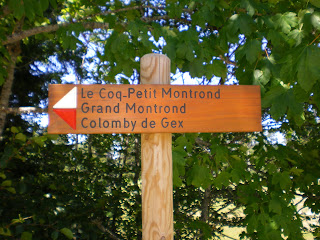 Le Coq-Petit Montrond
Grand Montrond
Colomby de Gex